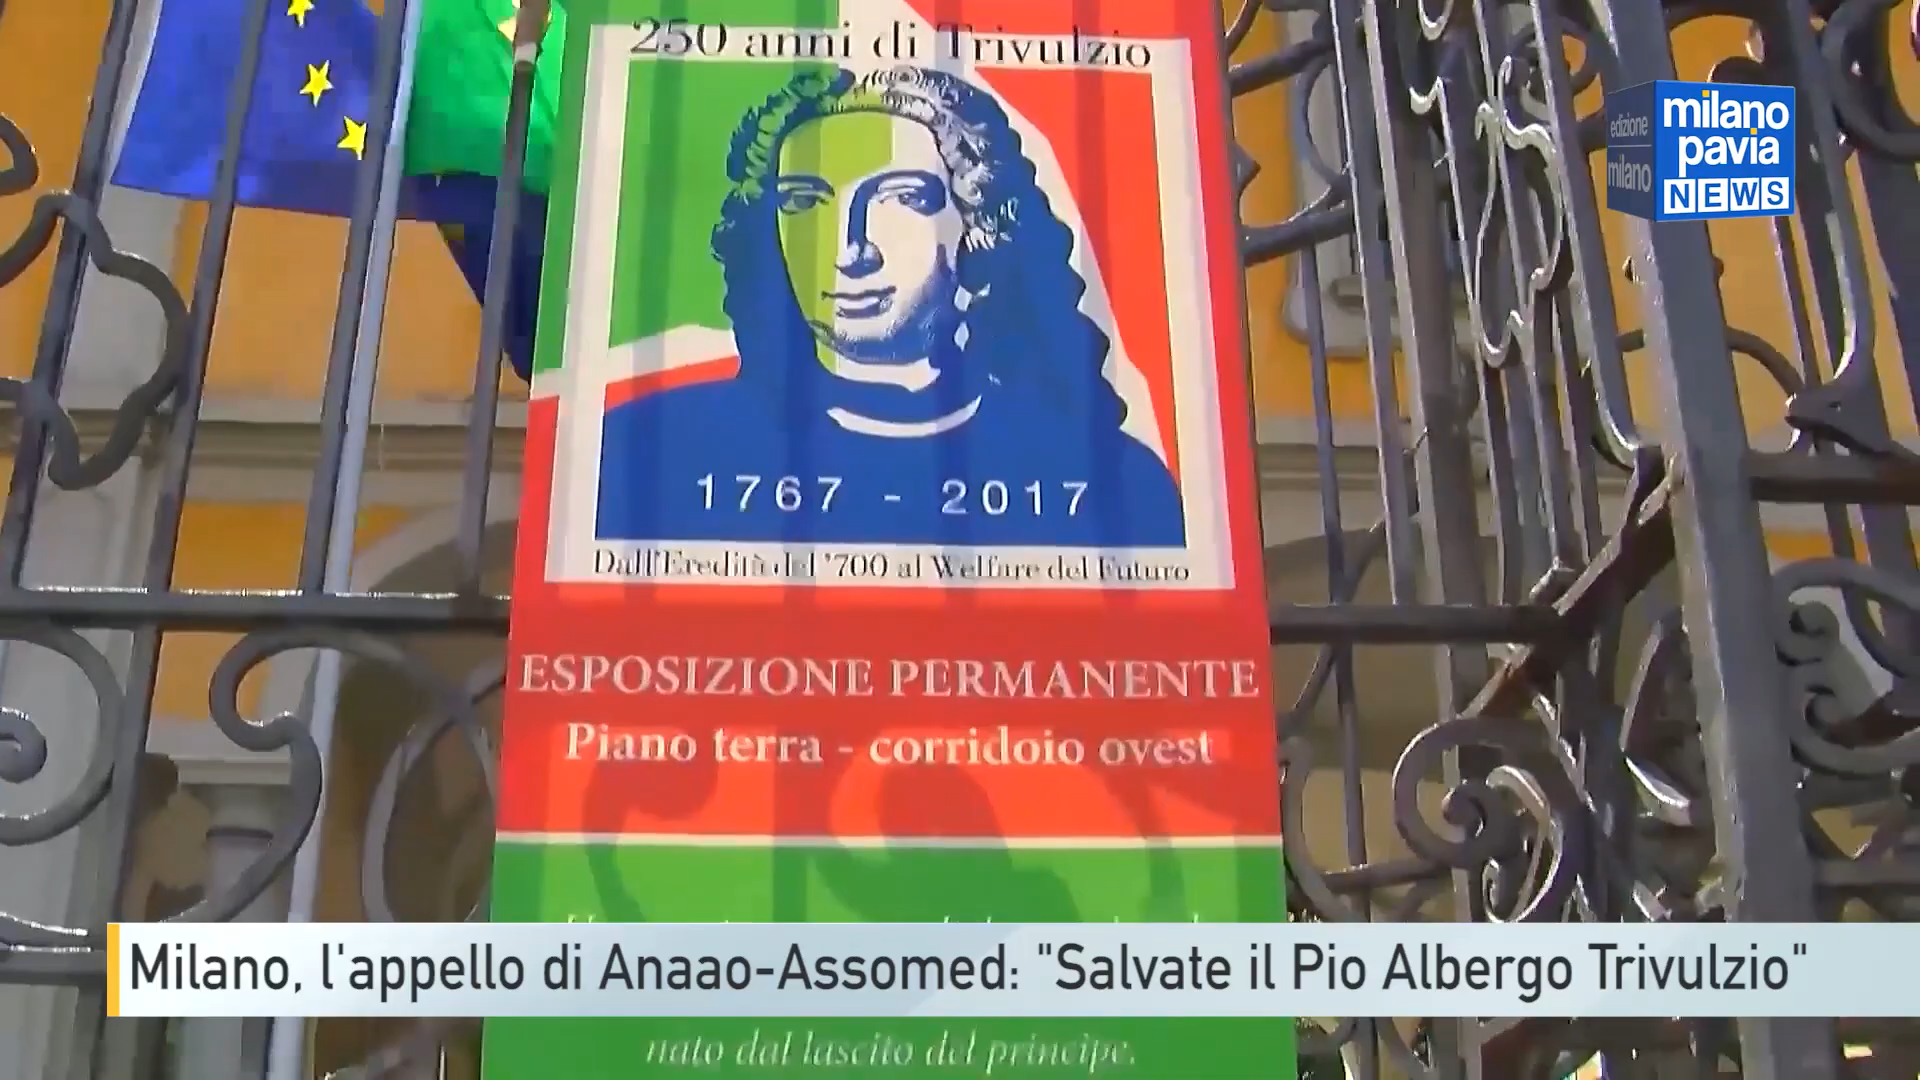 250 anni di Trivulzio
edizione
milano
milano
pavia
NEWS
1767 - 2017
Dall'Eredità del '700 al Welfare del Futuro
ESPOSIZIONE PERMANENTE
Piano terra - corridoio ovest
Milano, l'appello di Anaao-Assomed: "Salvate il Pio Albergo Trivulzio"
nato dal lascito del principe.